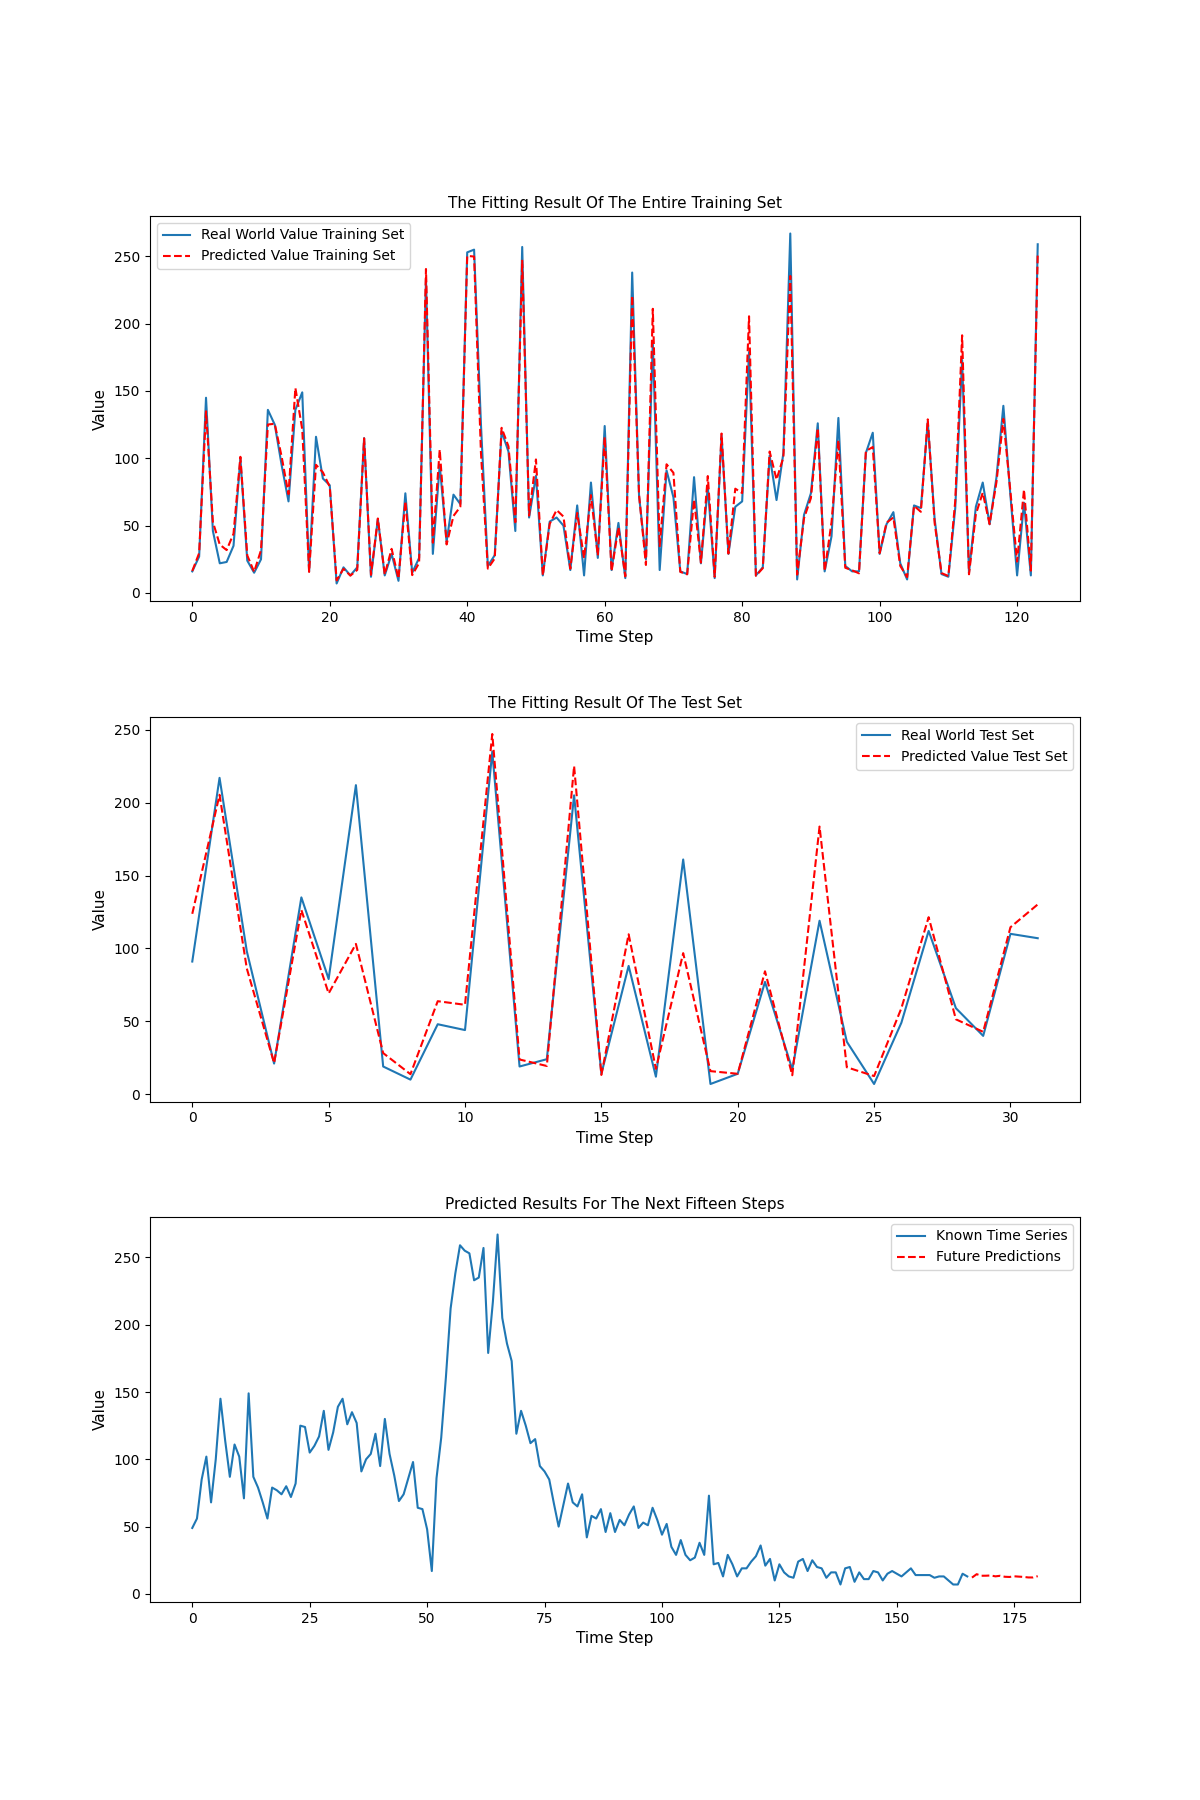 The Fitting Result Of The Entire Training Set
Real World Value Training Set
Predicted Value Training Set
Value
250
200
150
100
50
0
0 20 40 60 80 100 120
Time Step
The Fitting Result Of The Test Set
Real World Test Set
Predicted Value Test Set
Value
250
200
150
100
50
0
0 5 10 15 20 25 30
Time Step
Predicted Results For The Next Fifteen Steps
Known Time Series
Future Predictions
Value
250
200
150
100
50
0
0 25 50 75 100 125 150 175
Time Step